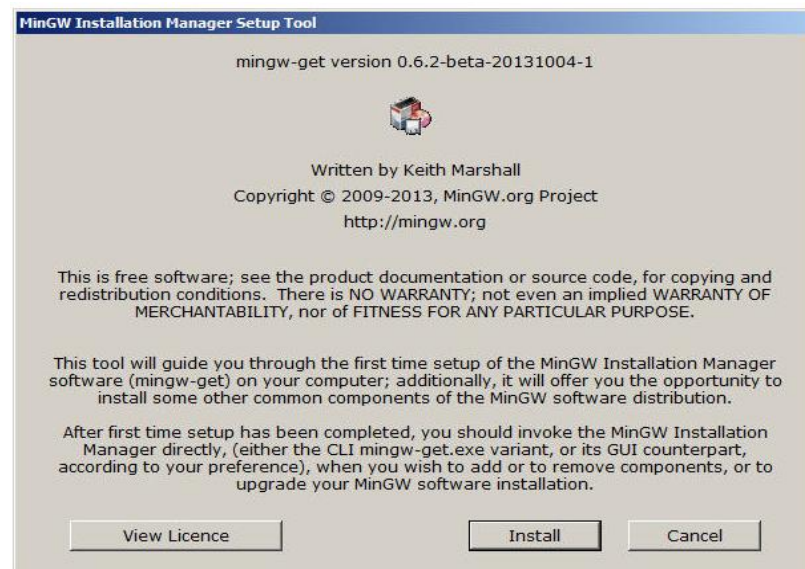 MinGW Installation Manager Setup Tool
mingw-get version 0.6.2-beta-20131004-1
Written by Keith Marshall
Copyright © 2009-2013, MinGW.org Project
http://mingw.org
This is free software; see the product documentation or source code, for copying and
redistribution conditions.  There is NO WARRANTY; not even an implied WARRANTY OF
MERCHANTABILITY, nor of FITNESS FOR ANY PARTICULAR PURPOSE.
This tool will guide you through the first time setup of the MinGW Installation Manager
software (mingw-get) on your computer; additionally, it will offer you the opportunity to
install some other common components of the MinGW software distribution.
After first time setup has been completed, you should invoke the MinGW Installation
Manager directly, (either the CLI mingw-get.exe variant, or its GUI counterpart,
according to your preference), when you wish to add or to remove components, or to
upgrade your MinGW software installation.
View Licence
Install
Cancel